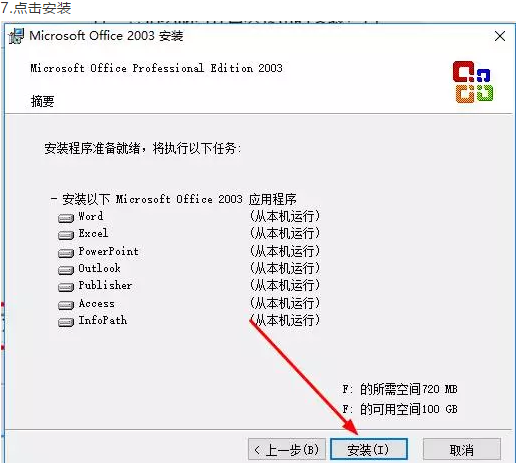 7.点击安装
Microsoft Office 2003 安装
Microsoft Office Professional Edition 2003
摘要
安装程序准备就绪，将执行以下任务:
- 安装以下 Microsoft Office 2003 应用程序
Word (从本机运行)
Excel (从本机运行)
PowerPoint (从本机运行)
Outlook (从本机运行)
Publisher (从本机运行)
Access (从本机运行)
InfoPath (从本机运行)
F: 的所需空间720 MB
F: 的可用空间100 GB
< 上一步(B) 安装(I) 取消